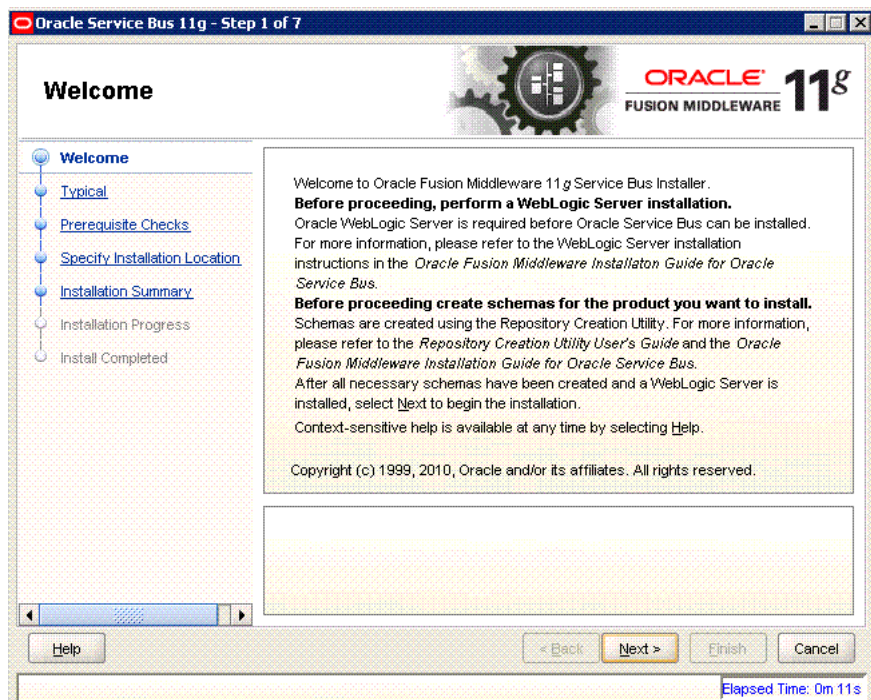 Oracle Service Bus 11g - Step 1 of 7
Welcome
ORACLE
FUSION MIDDLEWARE 11g
Welcome
Typical
Prerequisite Checks
Specify Installation Location
Installation Summary
Installation Progress
Install Completed
Welcome to Oracle Fusion Middleware 11g Service Bus Installer.
Before proceeding, perform a WebLogic Server installation.
Oracle WebLogic Server is required before Oracle Service Bus can be installed.
For more information, please refer to the WebLogic Server installation
instructions in the Oracle Fusion Middleware Installaton Guide for Oracle
Service Bus.
Before proceeding create schemas for the product you want to install.
Schemas are created using the Repository Creation Utility. For more information,
please refer to the Repository Creation Utility User's Guide and the Oracle
Fusion Middleware Installation Guide for Oracle Service Bus.
After all necessary schemas have been created and a WebLogic Server is
installed, select Next to begin the installation.
Context-sensitive help is available at any time by selecting Help.
Copyright (c) 1999, 2010, Oracle and/or its affiliates. All rights reserved.
Help
< Back
Next >
Finish
Cancel
Elapsed Time: 0m 11s